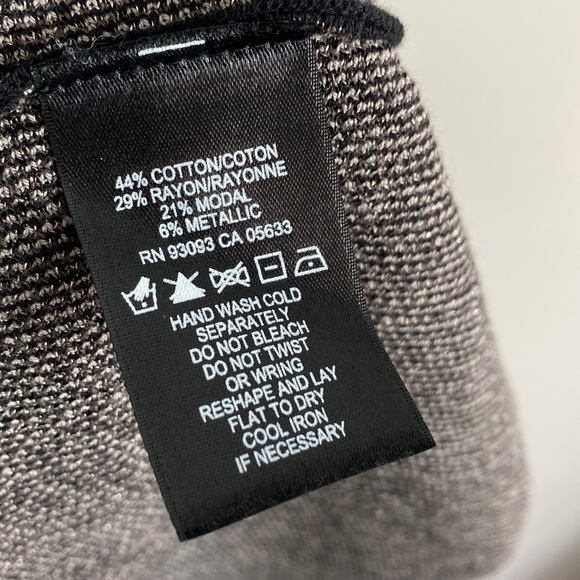 44% COTTON/COTON
29% RAYON/RAYONNE
21% MODAL
6% METALLIC
RN 93093 CA 05633
HAND WASH COLD
SEPARATELY
DO NOT BLEACH
DO NOT TWIST
OR WRING
RESHAPE AND LAY
FLAT TO DRY
COOL IRON
IF NECESSARY